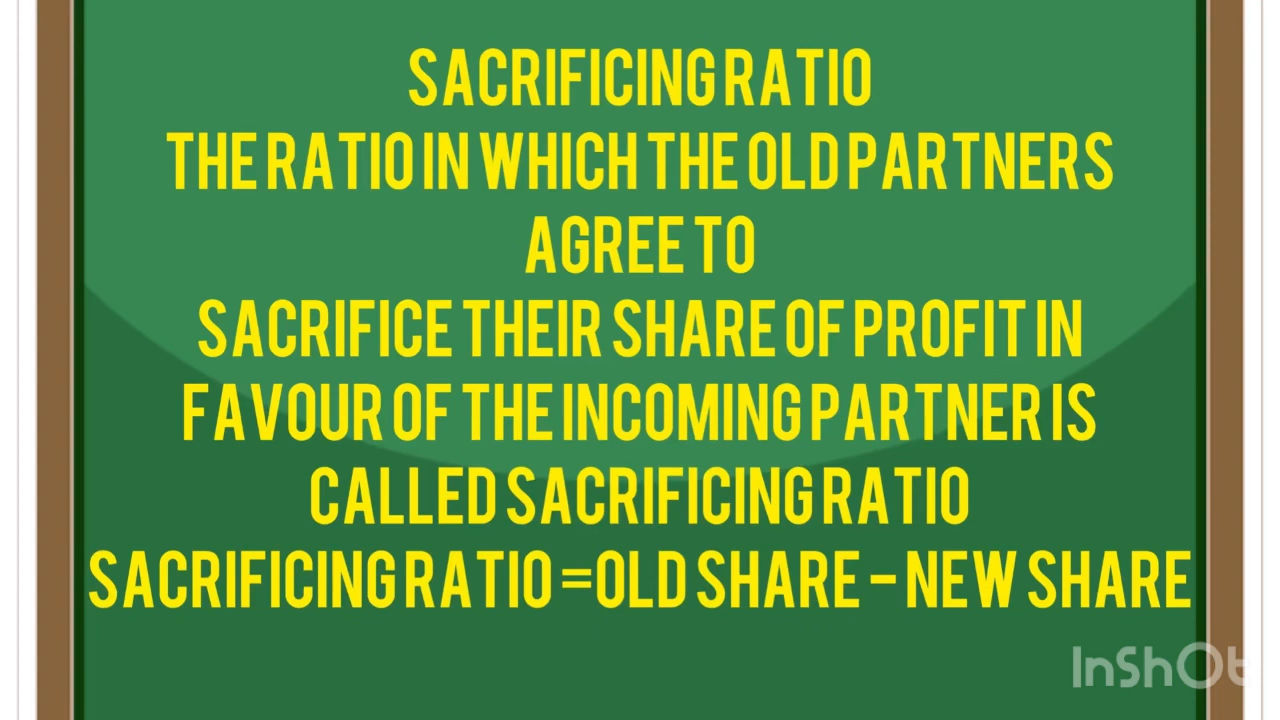 SACRIFICING RATIO
THE RATIO IN WHICH THE OLD PARTNERS
AGREE TO
SACRIFICE THEIR SHARE OF PROFIT IN
FAVOUR OF THE INCOMING PARTNER IS
CALLED SACRIFICING RATIO
SACRIFICING RATIO =OLD SHARE - NEW SHARE
InShOt